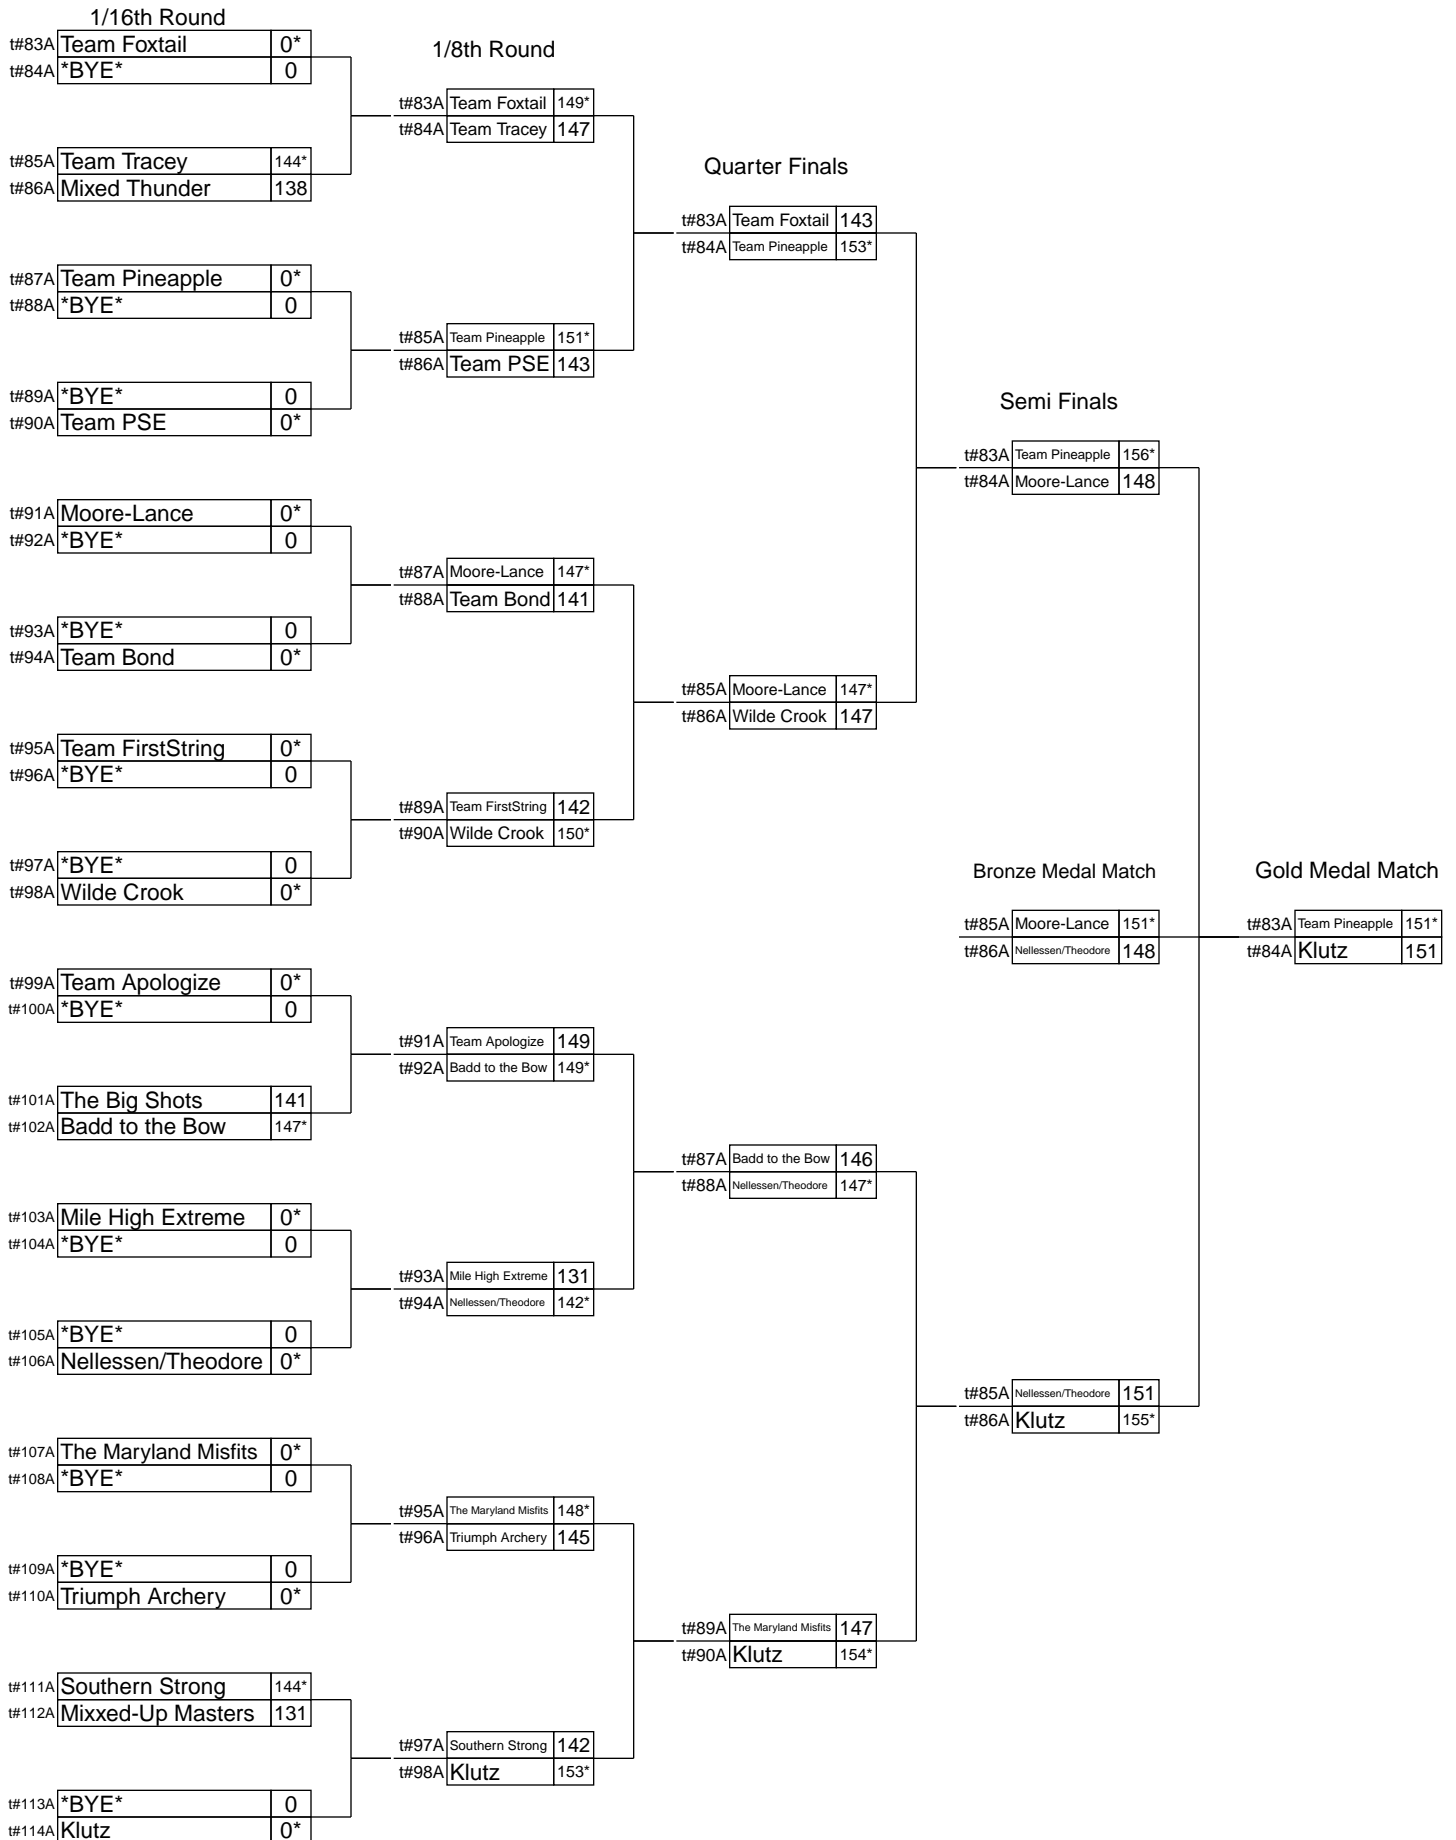 1/16th Round
t#83A Team Foxtail 0*
t#84A *BYE* 0
t#85A Team Tracey 144*
t#86A Mixed Thunder 138
t#87A Team Pineapple 0*
t#88A *BYE* 0
t#89A *BYE* 0
t#90A Team PSE 0*
t#91A Moore-Lance 0*
t#92A *BYE* 0
t#93A *BYE* 0
t#94A Team Bond 0*
t#95A Team FirstString 0*
t#96A *BYE* 0
t#97A *BYE* 0
t#98A Wilde Crook 0*
t#99A Team Apologize 0*
t#100A *BYE* 0
t#101A The Big Shots 141
t#102A Badd to the Bow 147*
t#103A Mile High Extreme 0*
t#104A *BYE* 0
t#105A *BYE* 0
t#106A Nellessen/Theodore 0*
t#107A The Maryland Misfits 0*
t#108A *BYE* 0
t#109A *BYE* 0
t#110A Triumph Archery 0*
t#111A Southern Strong 144*
t#112A Mixxed-Up Masters 131
t#113A *BYE* 0
t#114A Klutz 0*
1/8th Round
t#83A Team Foxtail 149*
t#84A Team Tracey 147
t#85A Team Pineapple 151*
t#86A Team PSE 143
t#87A Moore-Lance 147*
t#88A Team Bond 141
t#89A Team FirstString 142
t#90A Wilde Crook 150*
t#91A Team Apologize 149
t#92A Badd to the Bow 149*
t#93A Mile High Extreme 131
t#94A Nellessen/Theodore 142*
t#95A The Maryland Misfits 148*
t#96A Triumph Archery 145
t#97A Southern Strong 142
t#98A Klutz 153*
Quarter Finals
t#83A Team Foxtail 143
t#84A Team Pineapple 153*
t#85A Moore-Lance 147*
t#86A Wilde Crook 147
t#87A Badd to the Bow 146
t#88A Nellessen/Theodore 147*
t#89A The Maryland Misfits 147
t#90A Klutz 154*
Semi Finals
t#83A Team Pineapple 156*
t#84A Moore-Lance 148
t#85A Nellessen/Theodore 151
t#86A Klutz 155*
Bronze Medal Match
t#85A Moore-Lance 151*
t#86A Nellessen/Theodore 148
Gold Medal Match
t#83A Team Pineapple 151*
t#84A Klutz 151